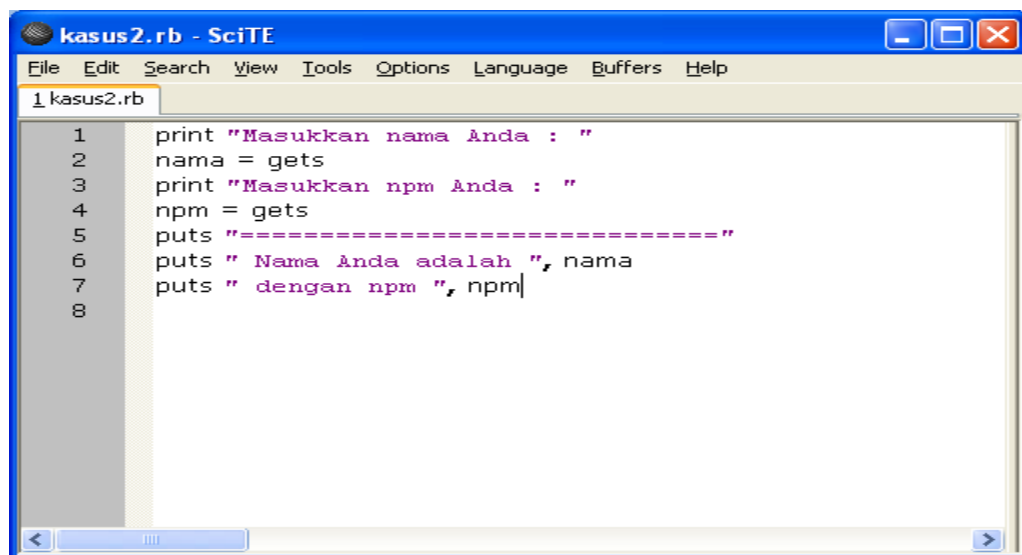 kasus2.rb - SciTE
File Edit Search View Tools Options Language Buffers Help
1 kasus2.rb
1 print "Masukkan nama Anda : "
2 nama = gets
3 print "Masukkan npm Anda : "
4 npm = gets
5 puts "=============================="
6 puts " Nama Anda adalah ", nama
7 puts " dengan npm ", npm
8